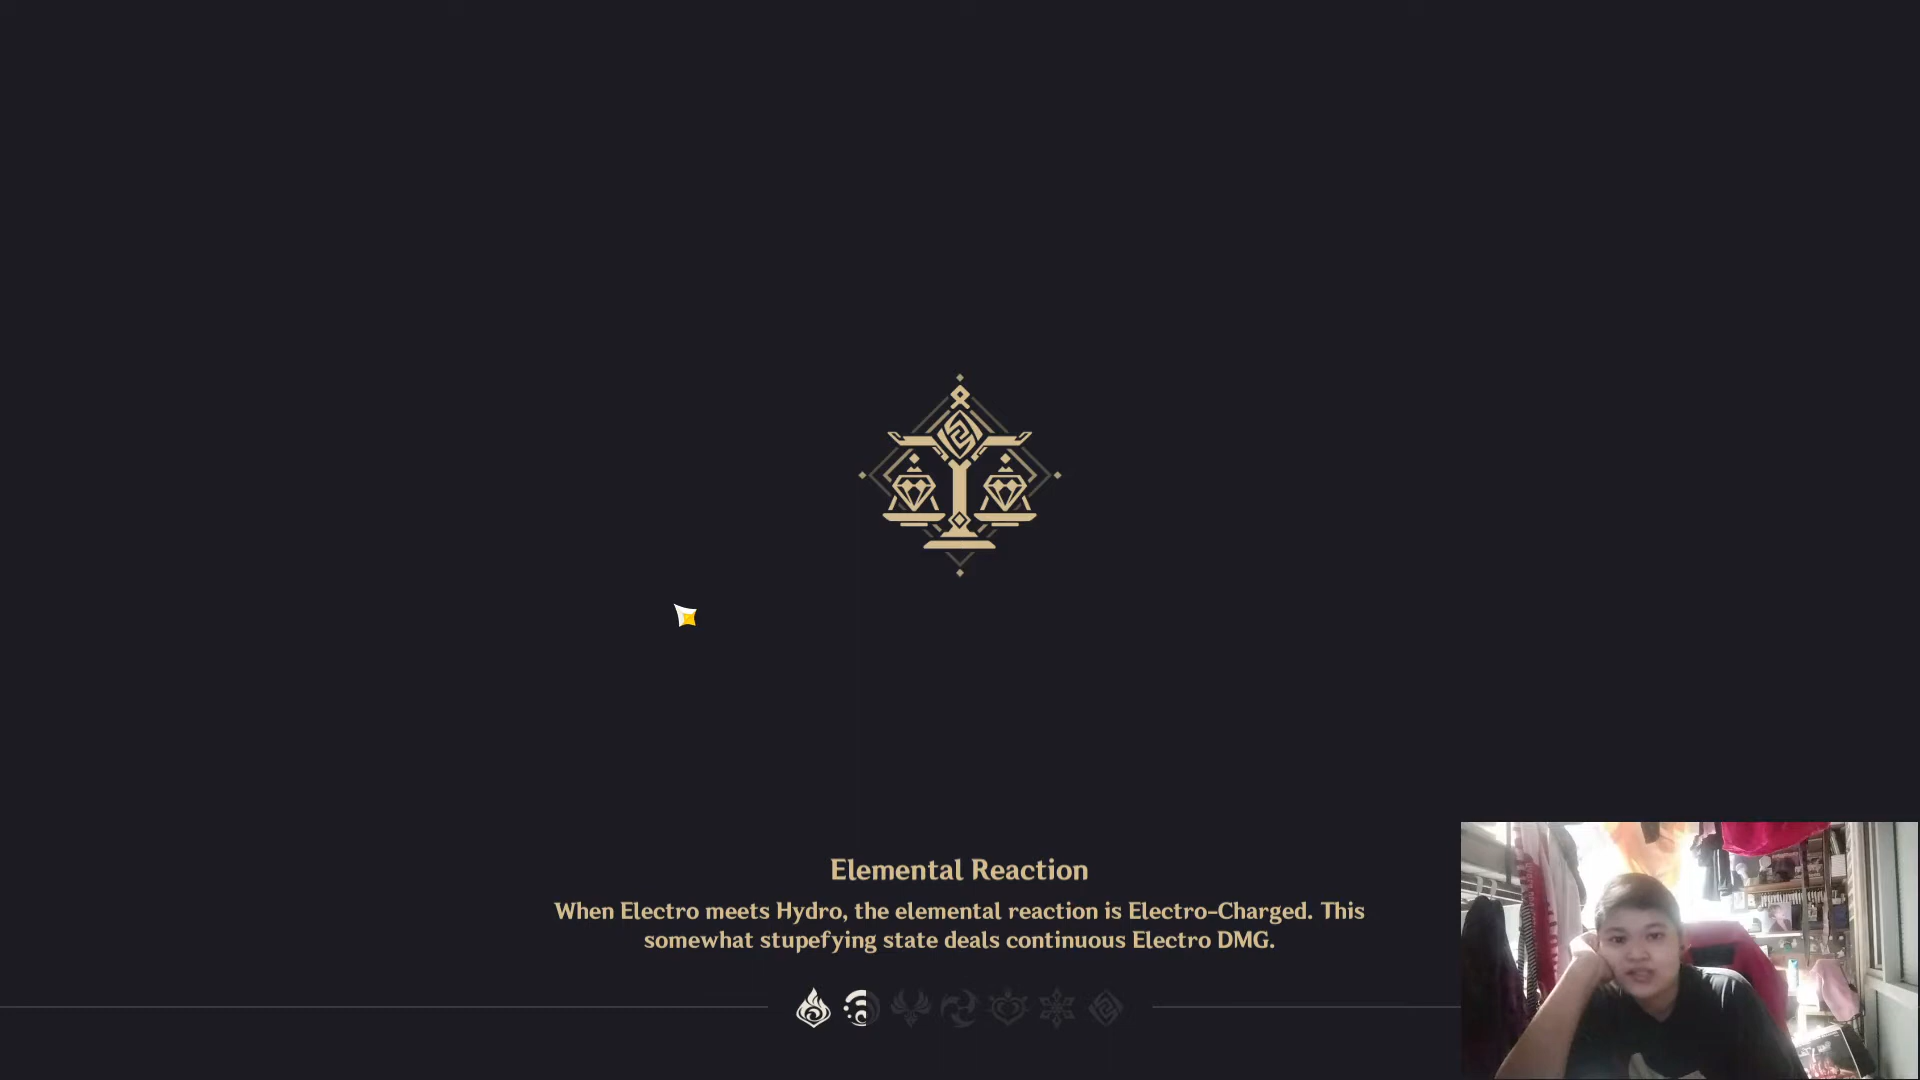 Elemental Reaction
When Electro meets Hydro, the elemental reaction is Electro-Charged. This
somewhat stupefying state deals continuous Electro DMG.